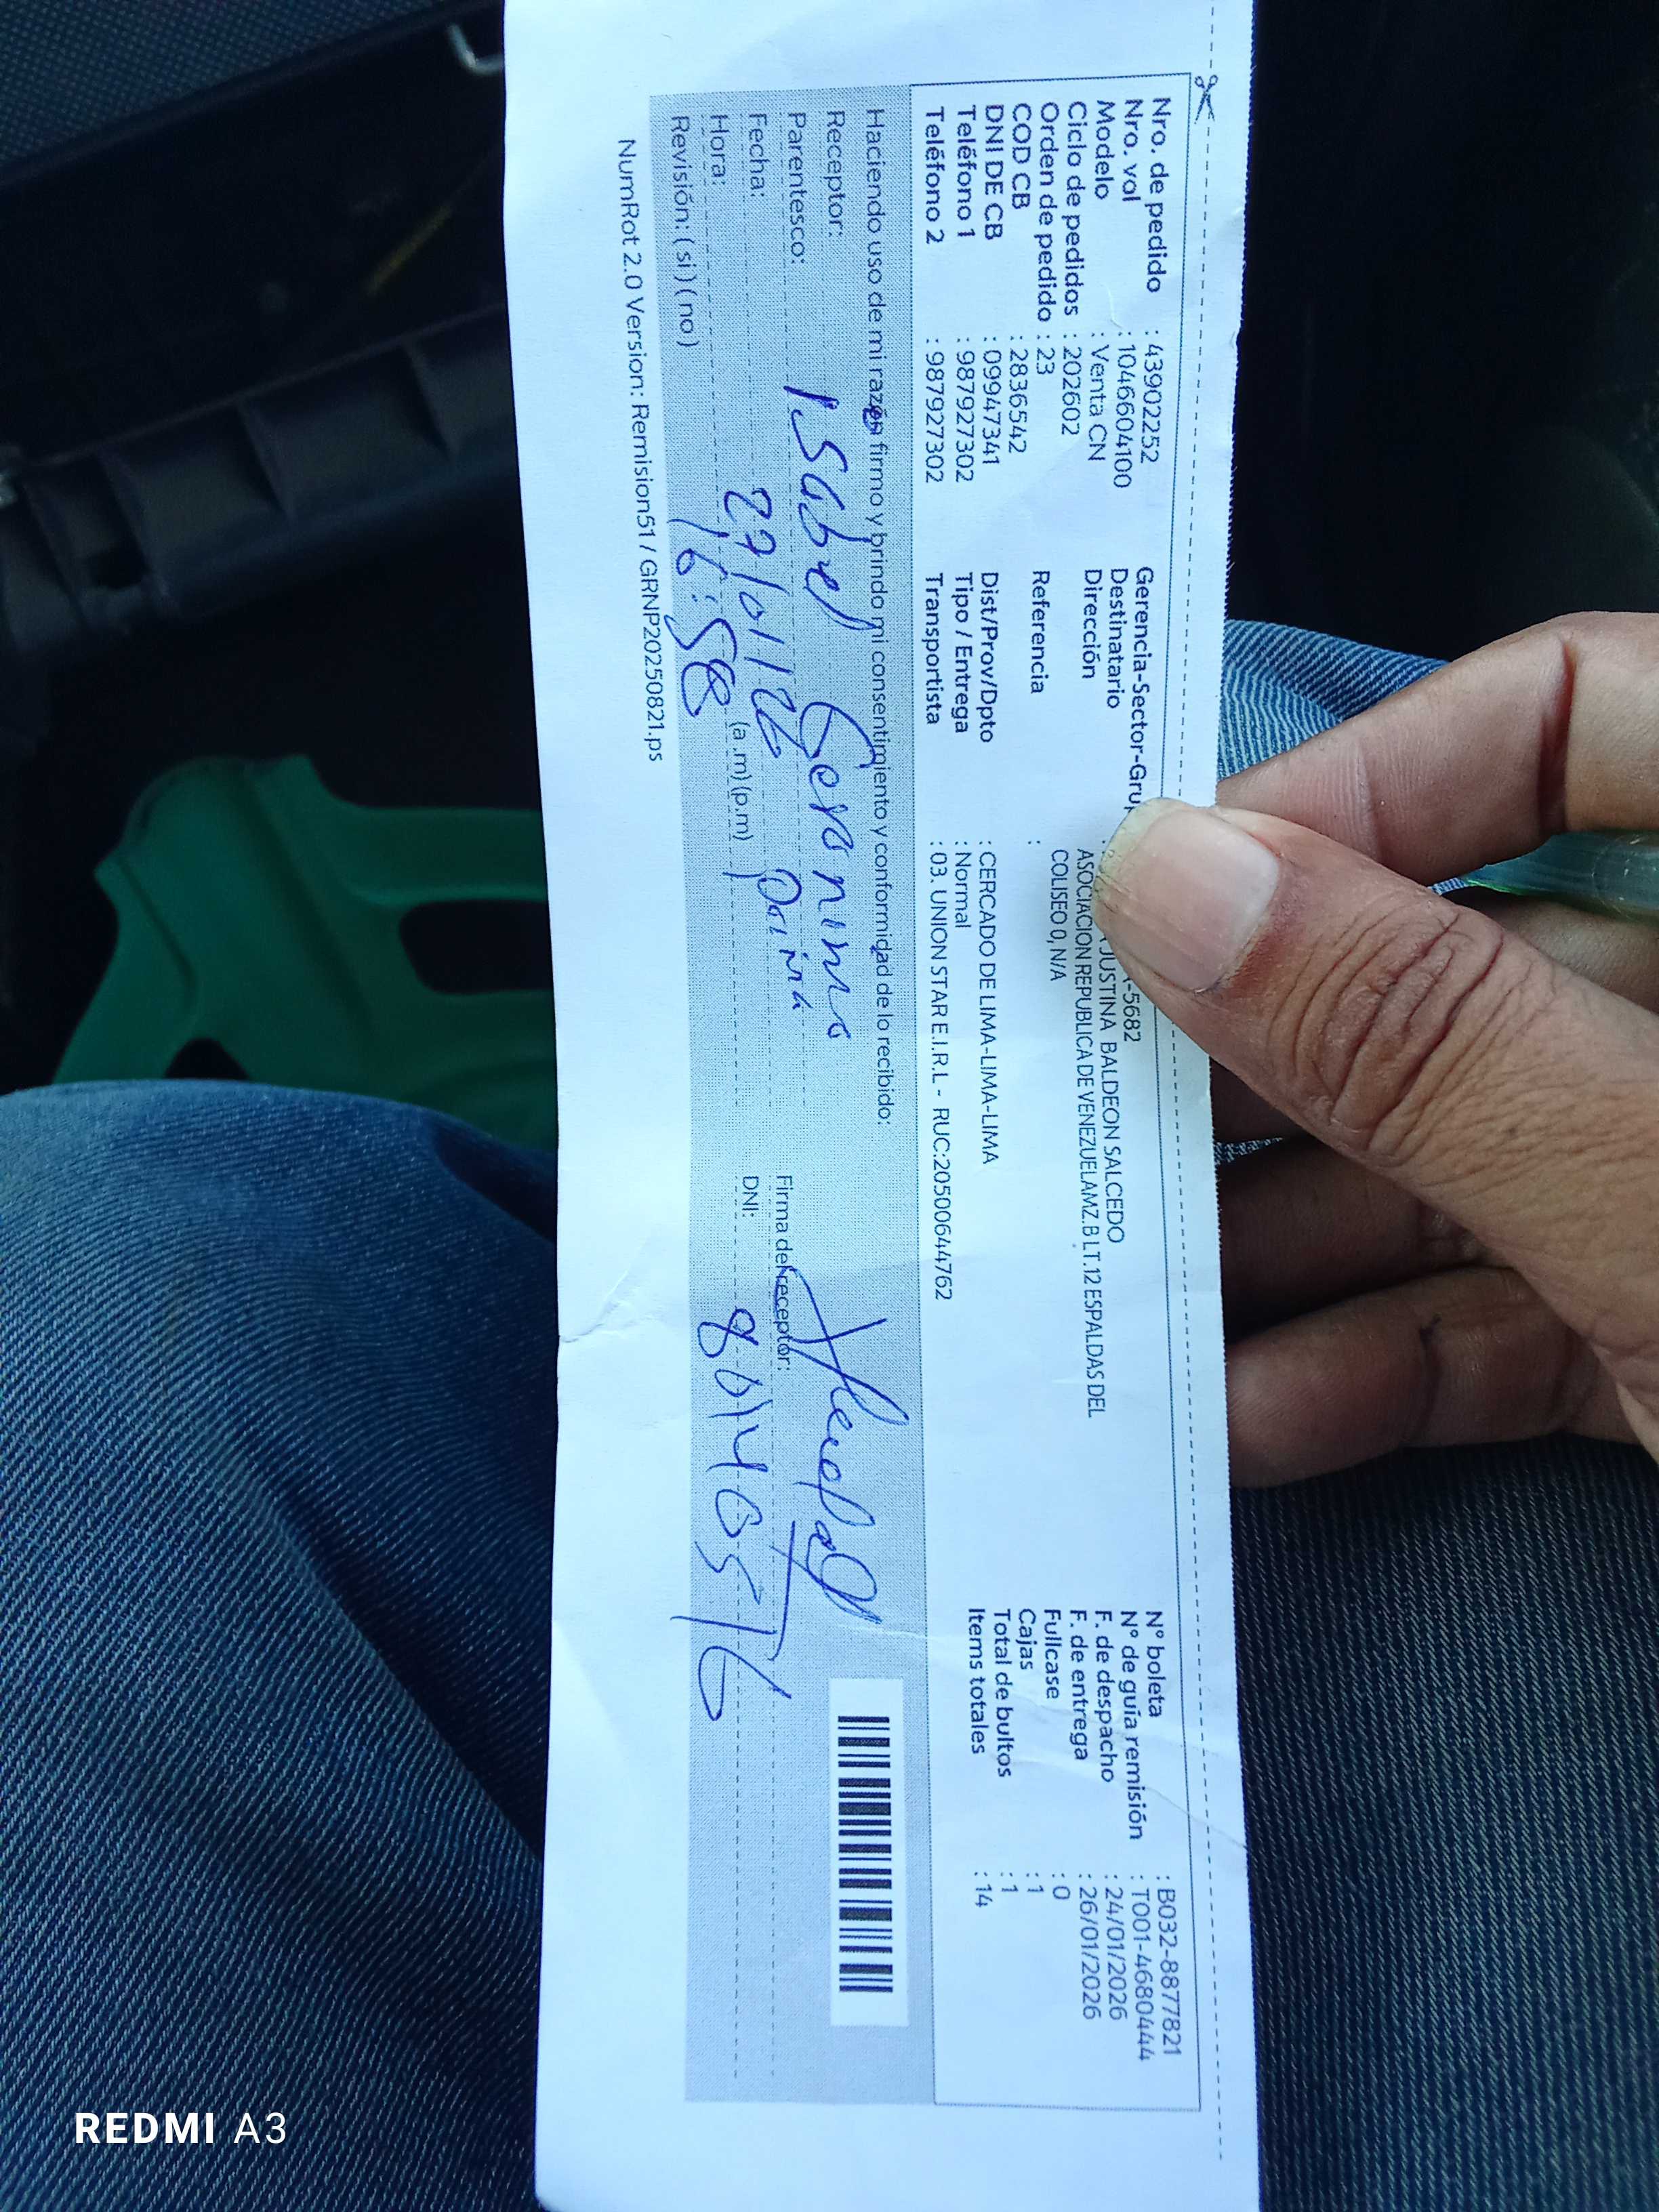 Nro. de pedido : 43902252
Nro. val : 1046604100
Modelo : Venta CN
Ciclo de pedidos : 202602
Orden de pedido : 23
COD CB : 2836542
DNI DE CB : 09947341
Teléfono 1 : 987927302
Teléfono 2 : 987927302
Gerencia-Sector-Gru -5682
Destinatario JUSTINA BALDEON SALCEDO
Dirección ASOCIACION REPUBLICA DE VENEZUELAMZ.B LT.12 ESPALDAS DEL
COLISEO 0, N/A
Referencia :
Dist/Prov/Dpto : CERCADO DE LIMA-LIMA-LIMA
Tipo / Entrega : Normal
Transportista : 03. UNION STAR E.I.R.L - RUC:20500644762
N° boleta : B032-8877821
N° de guía remisión : T001-4680444
F. de despacho : 24/01/2026
F. de entrega : 26/01/2026
Fullcase : 0
Cajas : 1
Total de bultos : 1
Items totales : 14
Haciendo uso de mi razón firmo y brindo mi consentimiento y conformidad de lo recibido:
Receptor: Isabel Geronimo
Parentesco:
Fecha: 27/01/26
Hora: 16:58 (a.m)(p.m)
Revisión: ( si ) ( no )
Firma del receptor:
DNI: 80140576
NumRot 2.0 Version: Remision51 / GRNP20250821.ps
REDMI A3